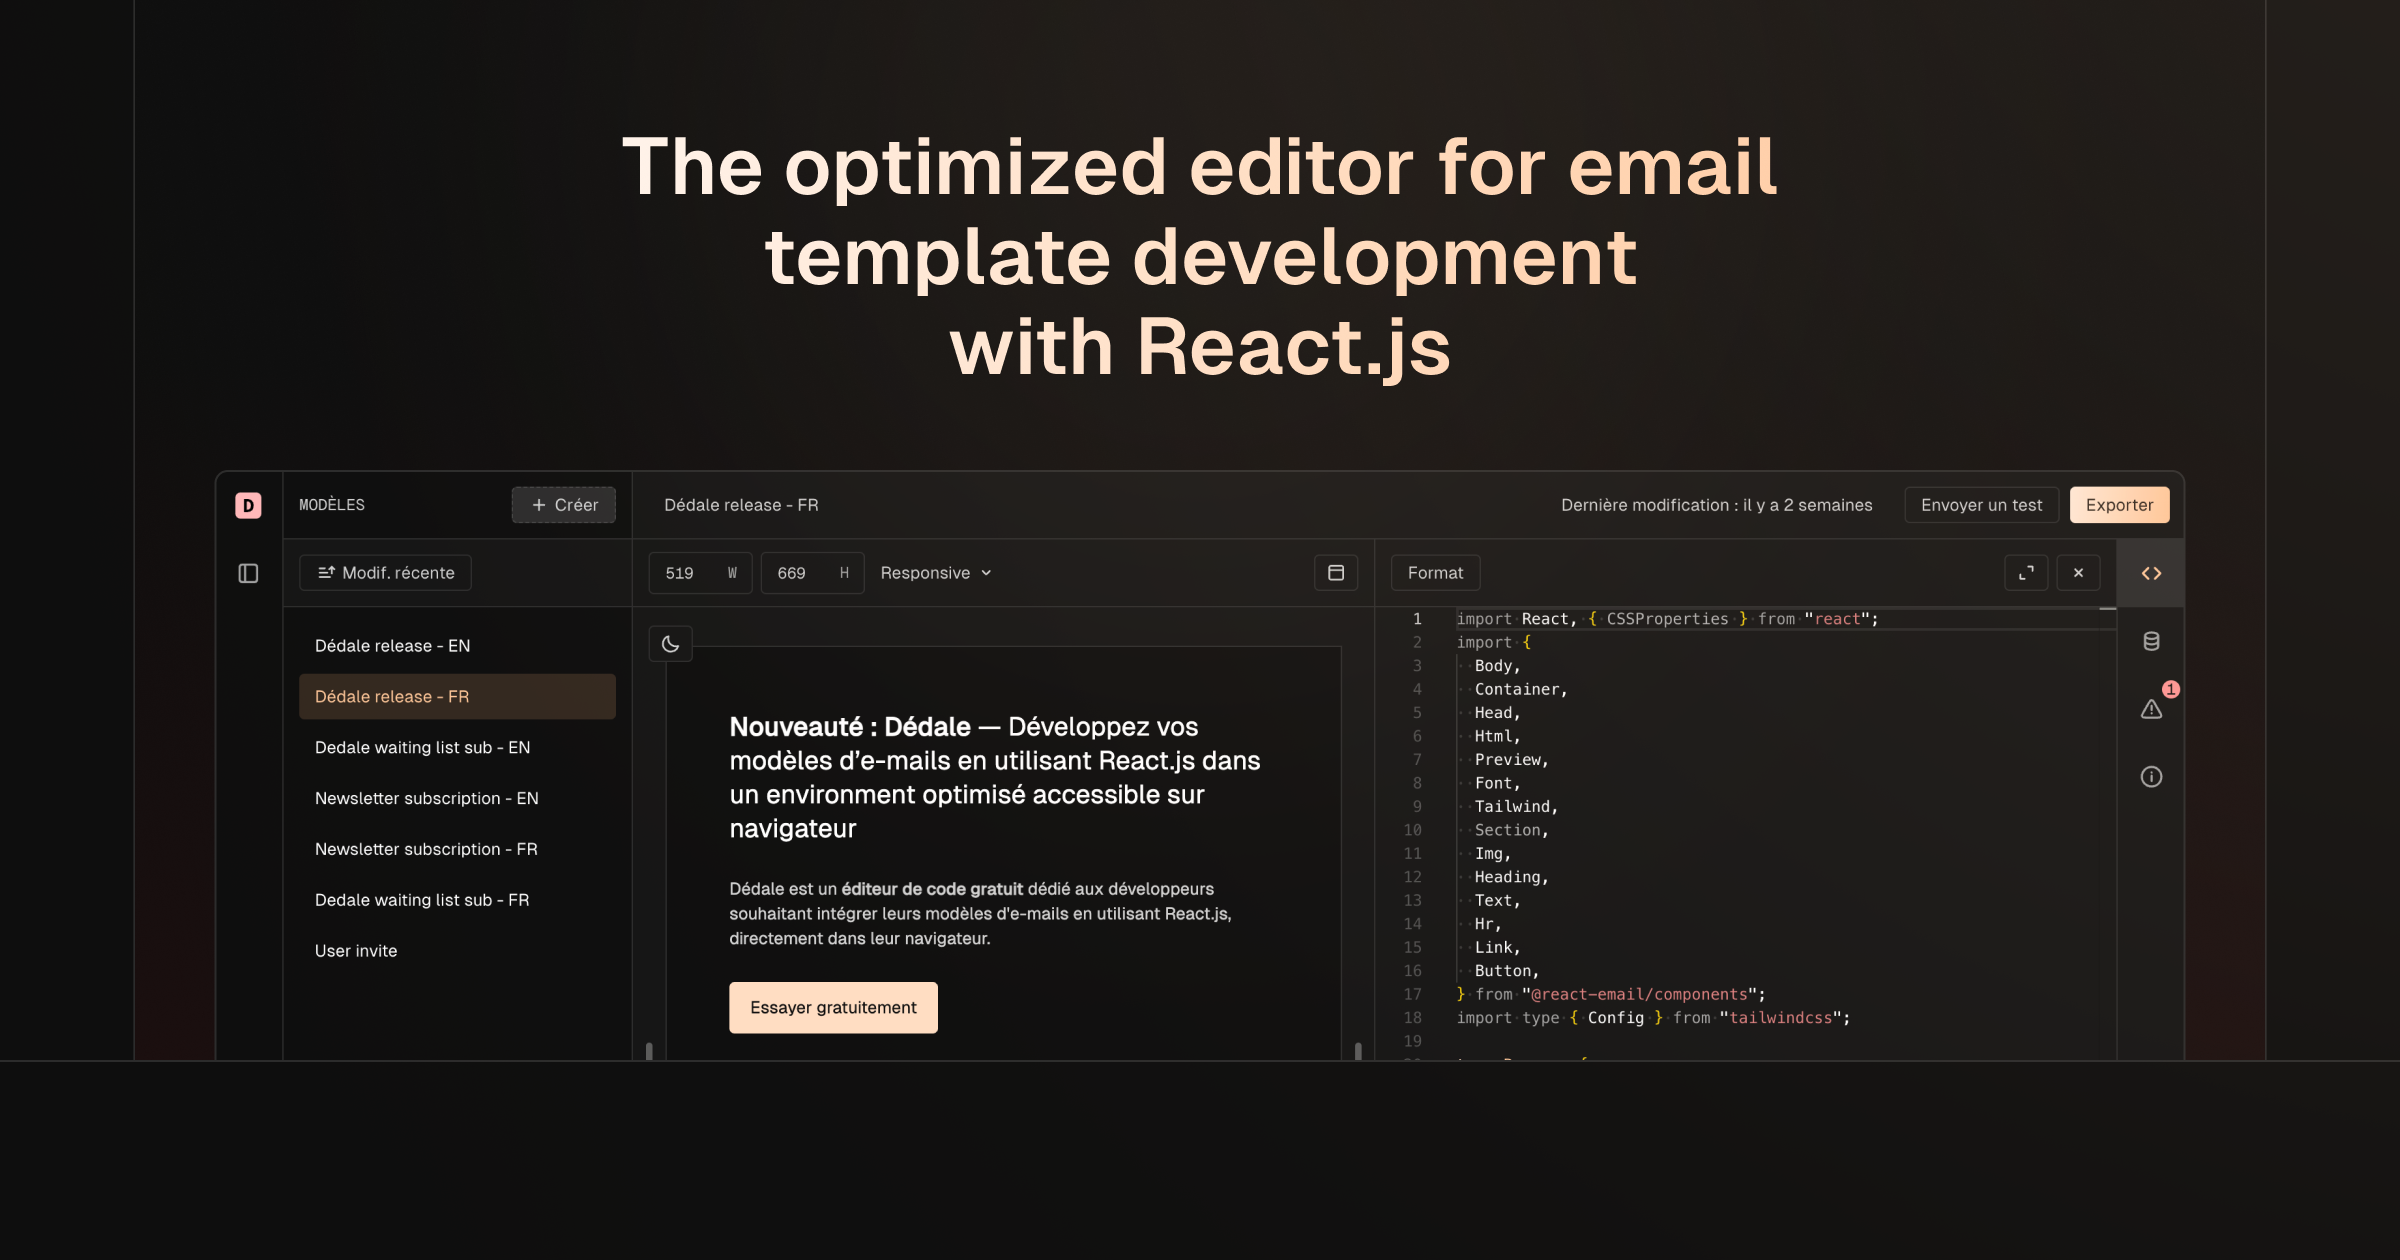 The optimized editor for email
template development
with React.js
D
MODÈLES
+ Créer
Dédale release - FR
Dernière modification : il y a 2 semaines
Envoyer un test
Exporter
Modif. récente
519 W
669 H
Responsive
Format
Dédale release - EN
Dédale release - FR
Dedale waiting list sub - EN
Newsletter subscription - EN
Newsletter subscription - FR
Dedale waiting list sub - FR
User invite
Nouveauté : Dédale — Développez vos
modèles d’e-mails en utilisant React.js dans
un environment optimisé accessible sur
navigateur
Dédale est un éditeur de code gratuit dédié aux développeurs
souhaitant intégrer leurs modèles d'e-mails en utilisant React.js,
directement dans leur navigateur.
Essayer gratuitement
1 import React, { CSSProperties } from "react";
2 import {
3 Body,
4 Container,
5 Head,
6 Html,
7 Preview,
8 Font,
9 Tailwind,
10 Section,
11 Img,
12 Heading,
13 Text,
14 Hr,
15 Link,
16 Button,
17 } from "@react-email/components";
18 import type { Config } from "tailwindcss";
19
1